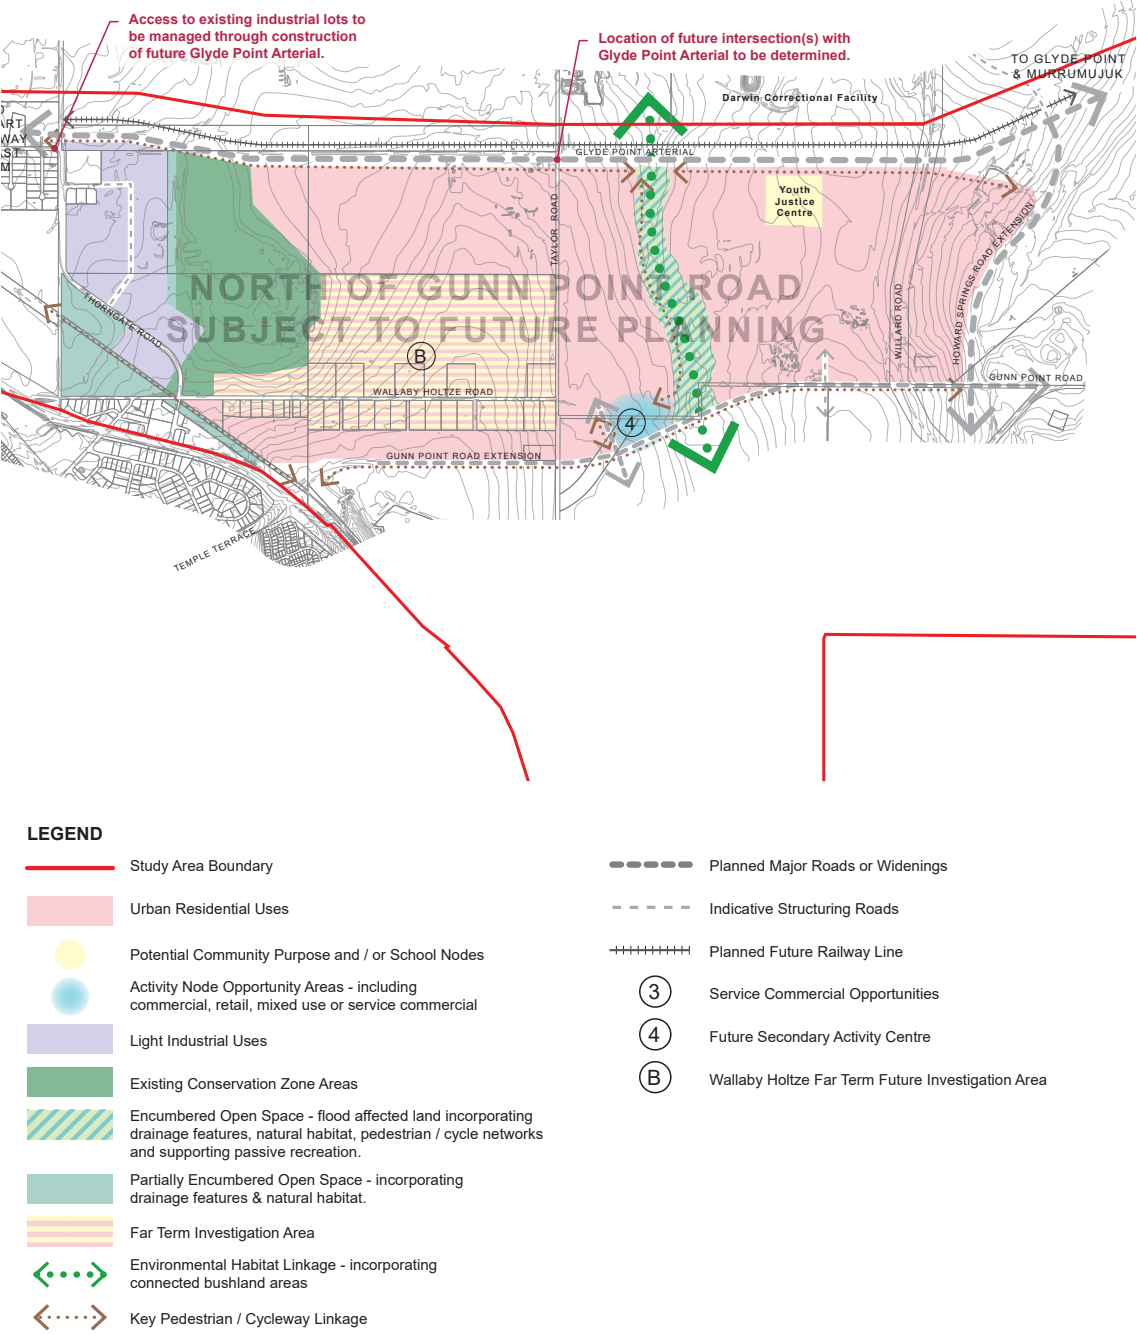 Access to existing industrial lots to
be managed through construction
of future Glyde Point Arterial.
Location of future intersection(s) with
Glyde Point Arterial to be determined.
TO GLYDE POINT
& MURRUMUJUK
Darwin Correctional Facility
ART
WAY
ST
M
GLYDE POINT ARTERIAL
Youth
Justice
Centre
TAYLOR ROAD
HOWARD SPRINGS ROAD EXTENSION
WILLARD ROAD
THORNGATE ROAD
NORTH OF GUNN POINT ROAD
SUBJECT TO FUTURE PLANNING
B
WALLABY HOLTZE ROAD
GUNN POINT ROAD
4
GUNN POINT ROAD EXTENSION
TEMPLE TERRACE
LEGEND
Study Area Boundary
Urban Residential Uses
Potential Community Purpose and / or School Nodes
Activity Node Opportunity Areas - including
commercial, retail, mixed use or service commercial
Light Industrial Uses
Existing Conservation Zone Areas
Encumbered Open Space - flood affected land incorporating
drainage features, natural habitat, pedestrian / cycle networks
and supporting passive recreation.
Partially Encumbered Open Space - incorporating
drainage features & natural habitat.
Far Term Investigation Area
Environmental Habitat Linkage - incorporating
connected bushland areas
Key Pedestrian / Cycleway Linkage
Planned Major Roads or Widenings
Indicative Structuring Roads
Planned Future Railway Line
3 Service Commercial Opportunities
4 Future Secondary Activity Centre
B Wallaby Holtze Far Term Future Investigation Area